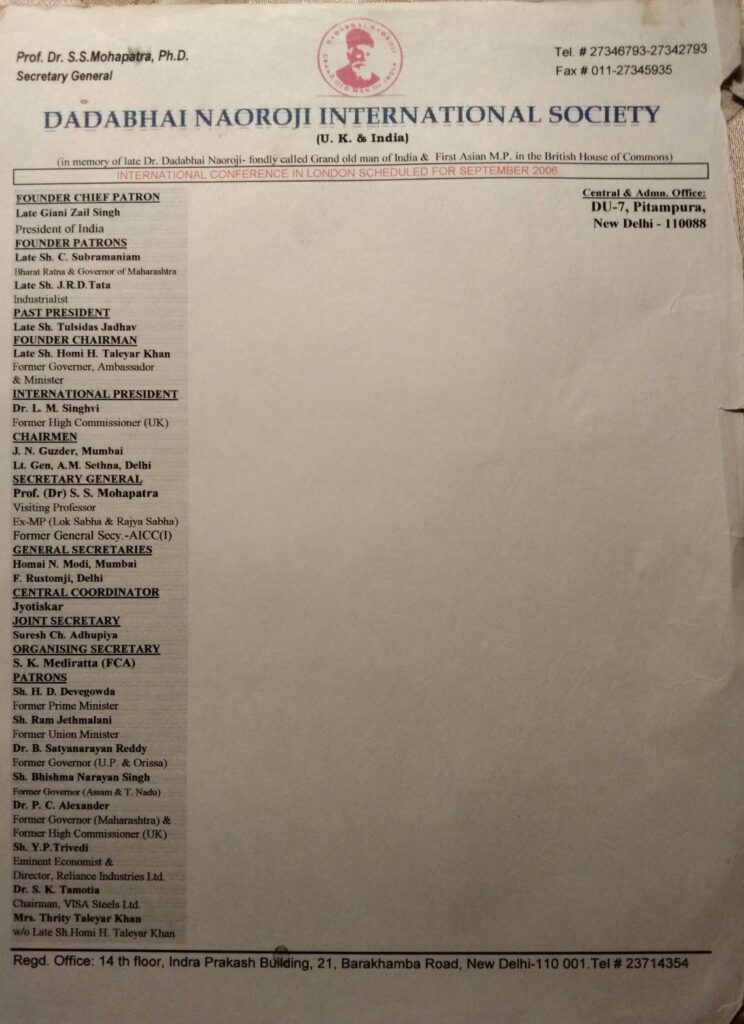 Prof. Dr. S.S.Mohapatra, Ph.D.
Secretary General
DADABHAI NAOROJI
GRAND OLD MAN OF INDIA
Tel. # 27346793-27342793
Fax # 011-27345935
DADABHAI NAOROJI INTERNATIONAL SOCIETY
(U. K. & India)
(in memory of late Dr. Dadabhai Naoroji- fondly called Grand old man of India & First Asian M.P. in the British House of Commons)
INTERNATIONAL CONFERENCE IN LONDON SCHEDULED FOR SEPTEMBER 2006
Central & Admn. Office:
DU-7, Pitampura,
New Delhi - 110088
FOUNDER CHIEF PATRON
Late Giani Zail Singh
President of India
FOUNDER PATRONS
Late Sh. C. Subramaniam
Bharat Ratna & Governor of Maharashtra
Late Sh. J.R.D.Tata
Industrialist
PAST PRESIDENT
Late Sh. Tulsidas Jadhav
FOUNDER CHAIRMAN
Late Sh. Homi H. Taleyar Khan
Former Governer, Ambassador
& Minister
INTERNATIONAL PRESIDENT
Dr. L. M. Singhvi
Former High Commissioner (UK)
CHAIRMEN
J. N. Guzder, Mumbai
Lt. Gen, A.M. Sethna, Delhi
SECRETARY GENERAL
Prof. (Dr) S. S. Mohapatra
Visiting Professor
Ex-MP (Lok Sabha & Rajya Sabha)
Former General Secy.-AICC(I)
GENERAL SECRETARIES
Homai N. Modi, Mumbai
F. Rustomji, Delhi
CENTRAL COORDINATOR
Jyotiskar
JOINT SECRETARY
Suresh Ch. Adhupiya
ORGANISING SECRETARY
S. K. Mediratta (FCA)
PATRONS
Sh. H. D. Devegowda
Former Prime Minister
Sh. Ram Jethmalani
Former Union Minister
Dr. B. Satyanarayan Reddy
Former Governor (U.P. & Orissa)
Sh. Bhishma Narayan Singh
Former Governor (Assam & T. Nadu)
Dr. P. C. Alexander
Former Governor (Maharashtra) &
Former High Commissioner (UK)
Sh. Y.P.Trivedi
Eminent Economist &
Director, Reliance Industries Ltd.
Dr. S. K. Tamotia
Chairman, VISA Steels Ltd.
Mrs. Thrity Taleyar Khan
w/o Late Sh.Homi H. Taleyar Khan
Regd. Office: 14 th floor, Indra Prakash Building, 21, Barakhamba Road, New Delhi-110 001.Tel # 23714354